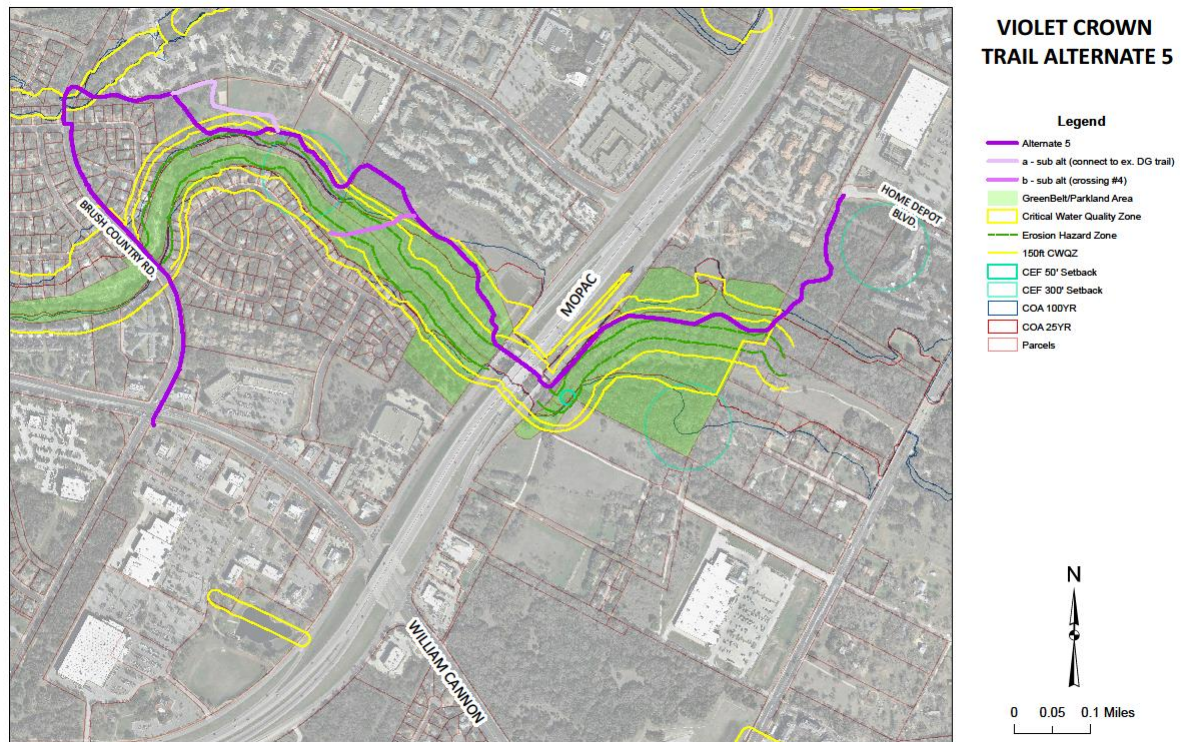 VIOLET CROWN
TRAIL ALTERNATE 5
Legend
Alternate 5
a - sub alt (connect to ex. DG trail)
b - sub alt (crossing #4)
GreenBelt/Parkland Area
Critical Water Quality Zone
Erosion Hazard Zone
150ft CWQZ
CEF 50' Setback
CEF 300' Setback
COA 100YR
COA 25YR
Parcels
BRUSH COUNTRY RD.
MOPAC
HOME DEPOT
BLVD.
WILLIAM CANNON
N
0 0.05 0.1 Miles